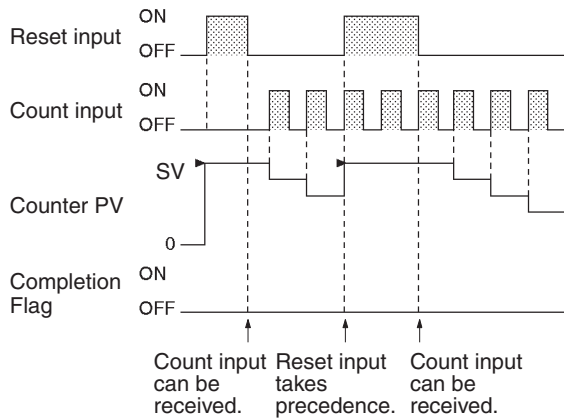 Reset input
ON
OFF
Count input
ON
OFF
Counter PV
SV
0
Completion
Flag
ON
OFF
Count input
can be
received.
Reset input
takes
precedence.
Count input
can be
received.